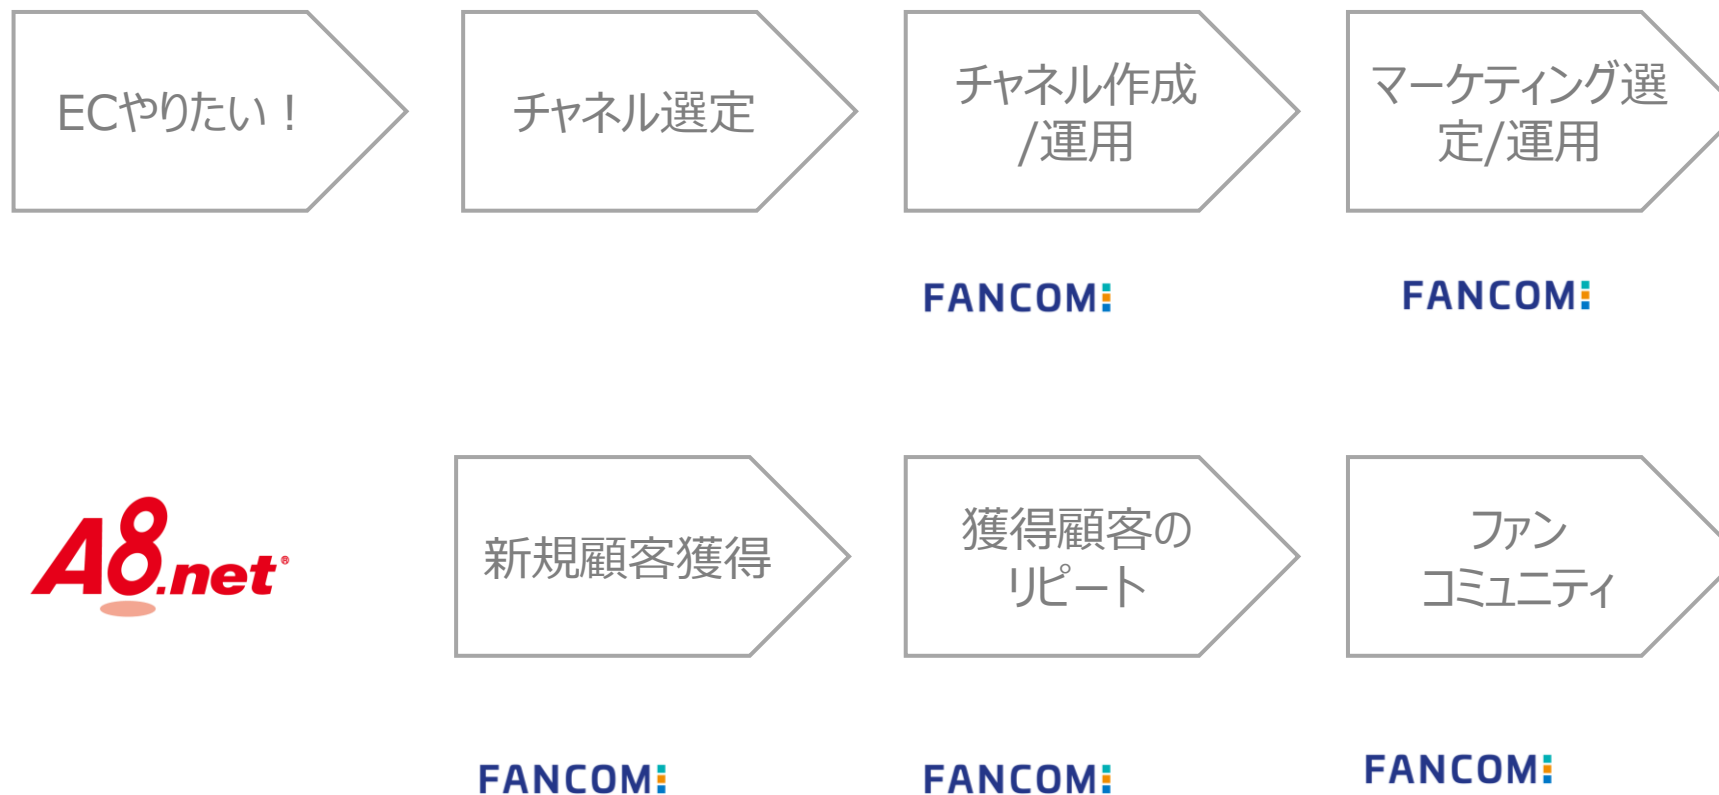 ECやりたい！
チャネル選定
チャネル作成
/運用
マーケティング選
定/運用
FANCOM
FANCOM
A8.net®
新規顧客獲得
獲得顧客の
リピート
ファン
コミュニティ
FANCOM
FANCOM
FANCOM